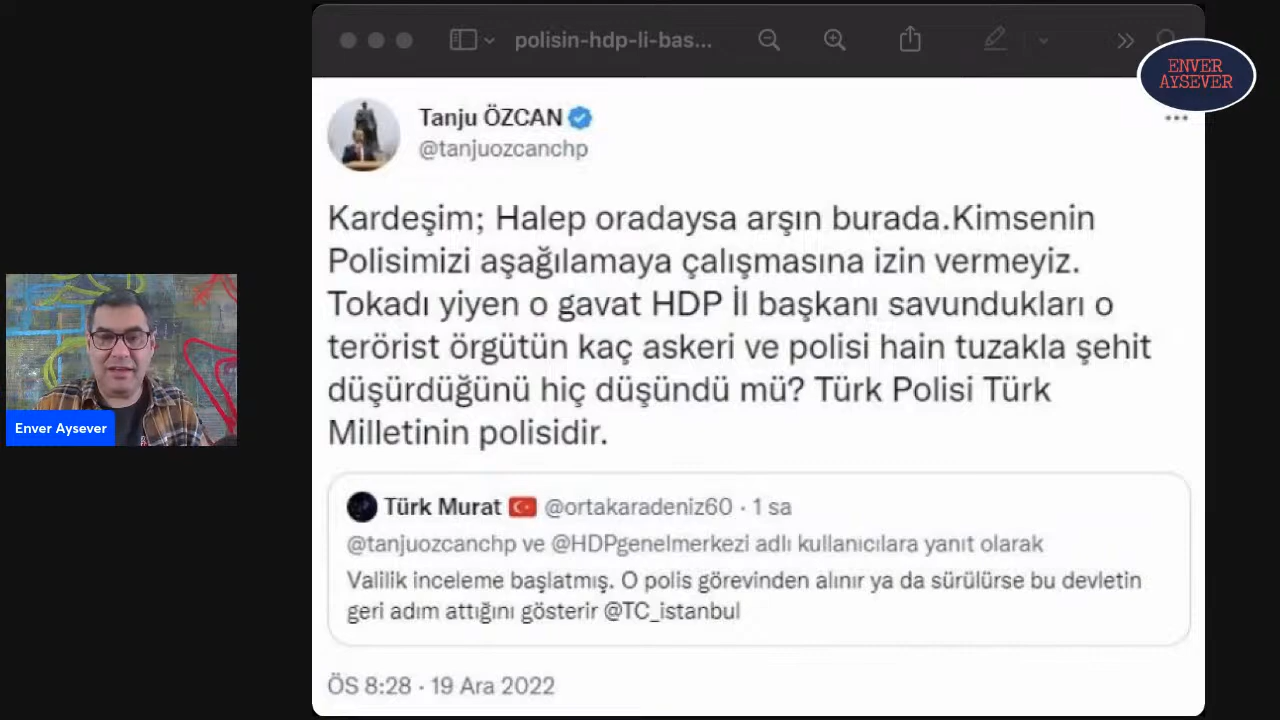 polisin-hdp-li-bas...
ENVER
AYSEVER
Tanju ÖZCAN
@tanjuozcanchp
Kardeşim; Halep oradaysa arşın burada.Kimsenin
Polisimizi aşağılamaya çalışmasına izin vermeyiz.
Tokadı yiyen o gavat HDP İl başkanı savundukları o
terörist örgütün kaç askeri ve polisi hain tuzakla şehit
düşürdüğünü hiç düşündü mü? Türk Polisi Türk
Milletinin polisidir.
Enver Aysever
Türk Murat @ortakaradeniz60 · 1 sa
@tanjuozcanchp ve @HDPgenelmerkezi adlı kullanıcılara yanıt olarak
Valilik inceleme başlatmış. O polis görevinden alınır ya da sürülürse bu devletin
geri adım attığını gösterir @TC_istanbul
ÖS 8:28 · 19 Ara 2022